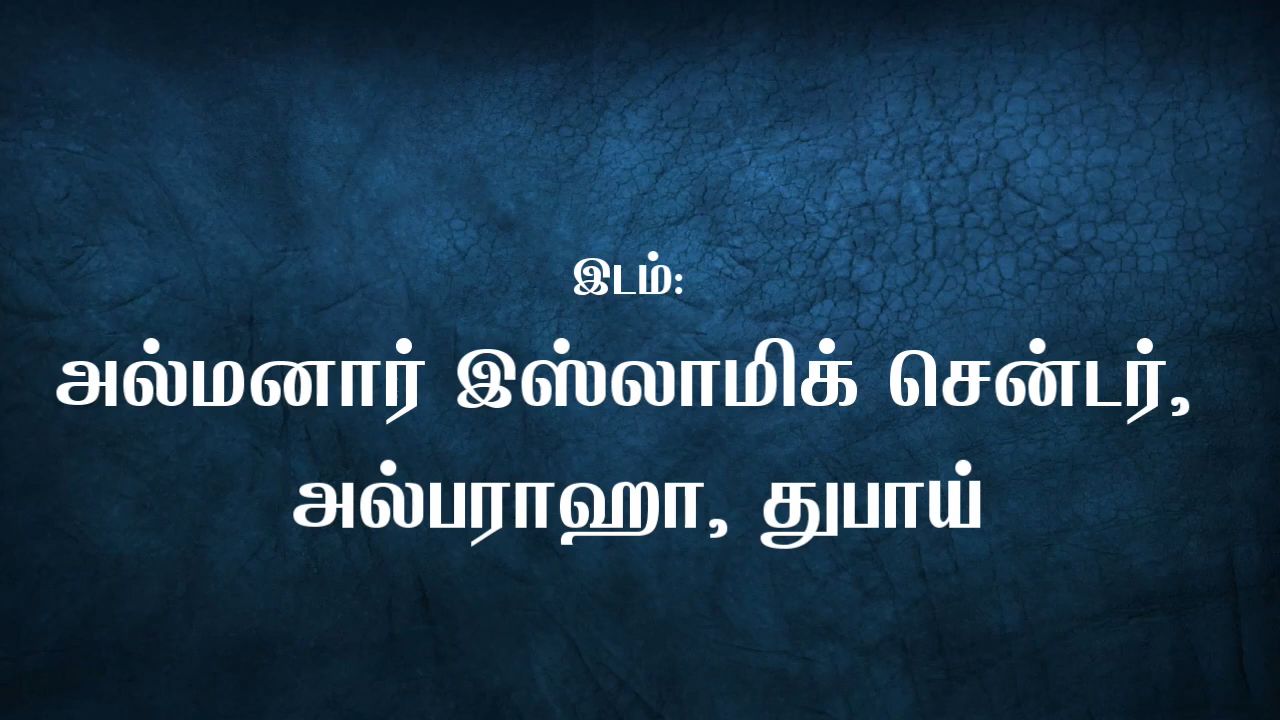 இடம்:
அல்மனார் இஸ்லாமிக் சென்டர்,
அல்பராஹா, துபாய்